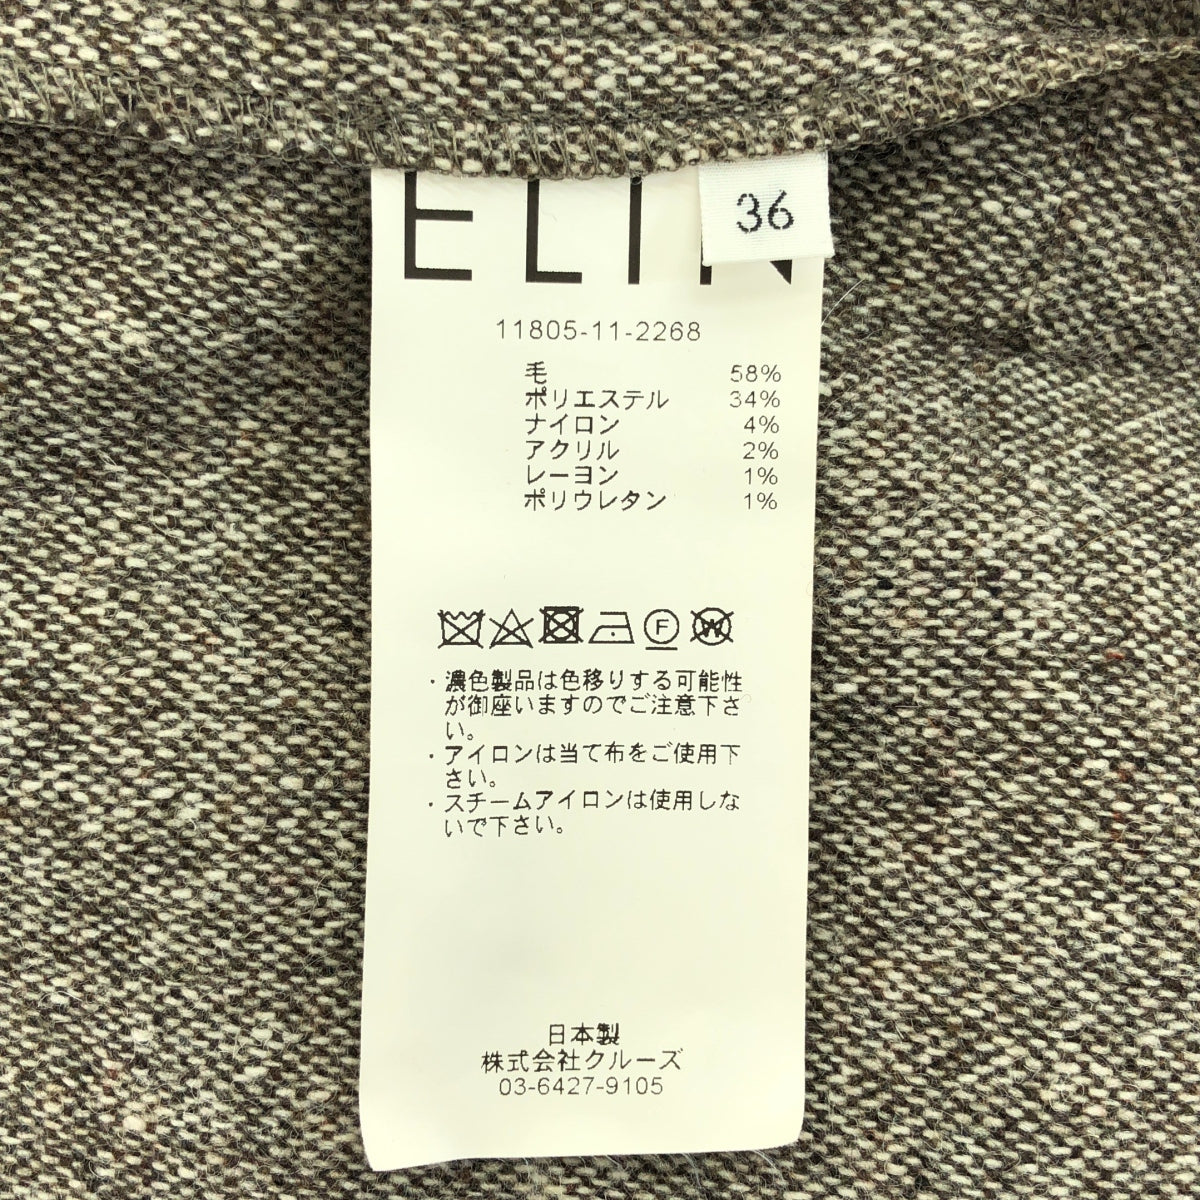 ELIN
36
11805-11-2268
毛 58%
ポリエステル 34%
ナイロン 4%
アクリル 2%
レーヨン 1%
ポリウレタン 1%
F W
・濃色製品は色移りする可能性
が御座いますのでご注意下さ
い。
・アイロンは当て布をご使用下
さい。
・スチームアイロンは使用しな
いで下さい。
日本製
株式会社クルーズ
03-6427-9105